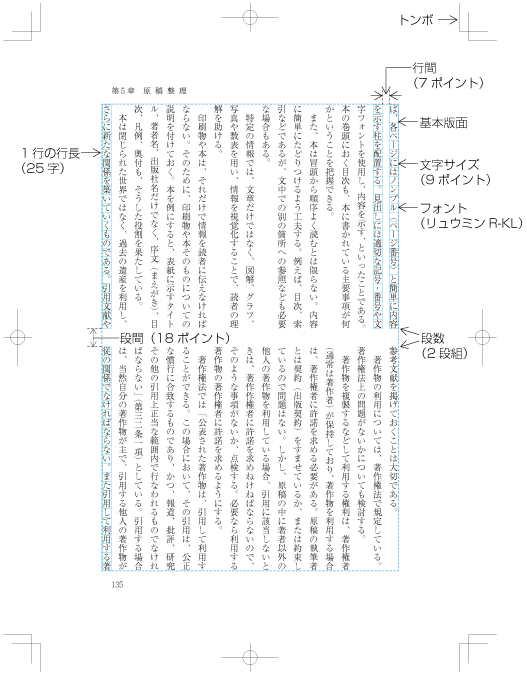 トンボ
行間
（7 ポイント）
第5章　原稿整理
基本版面
文字サイズ
（9 ポイント）
フォント
（リュウミン R-KL）
1 行の行長
（25 字）
は、各ページにはノンブル（ページ番号）と簡単に内容
を示す柱を配置する。見出しには適切な記号・番号や文
字フォントを使用し、内容を示す、といったことである。
本の巻頭におく目次も、本に書かれている主要事項が何
かということを把握できる。
また、本は冒頭から順序よく読むとは限らない。内容
に簡単にたどりつけるよう工夫する。例えば、目次、索
引などであるが、文中での別の箇所への参照なども必要
な場合もある。
特定の情報では、文章だけではなく、図解、グラフ、
写真や数表を用い、情報を視覚化することで、読者の理
解を助ける。
印刷物や本は、それだけで情報を読者に伝えなければ
ならない。そのために、印刷物や本そのものについての
説明を付けておく。本を例にすると、表紙に示すタイト
ル、著者名、出版社名だけでなく、序文（まえがき）、目
次、凡例、奥付も、そうした役割を果たしている。
本は閉じられた世界ではなく、過去の遺産を利用し、
さらに新たな関係を築いていくものである。引用文献や
段間（18 ポイント）
段数
（2 段組）
参考文献を掲げておくことは大切である。
著作物の利用については、著作権法で規定している。
著作権法上の問題がないかについても検討する。
著作物を複製するなどして利用する権利は、著作権者
（通常は著作者）が保持しており、著作物を利用する場合
は、著作権者に許諾を求める必要がある。原稿の執筆者
とは契約（出版契約）をすませているか、または約束し
ているので問題はない。しかし、原稿の中に著者以外の
他人の著作物を利用している場合、引用に該当しないと
きは、著作権者に許諾を求めねばならないので、
そのような事項がないか、点検する。必要なら利用する
著作物の著作権者に許諾を求めるようにする。
著作権法では「公表された著作物は、引用して利用す
ることができる。この場合において、その引用は、公正
な慣行に合致するものであり、かつ、報道、批評、研究
その他の引用上正当な範囲内で行なわれるものでなけれ
ばならない」（第三二条一項）としている。引用する場合
は、当然自分の著作物が主で、引用する他人の著作物が
従の関係でなければならない。また引用して利用する著
135